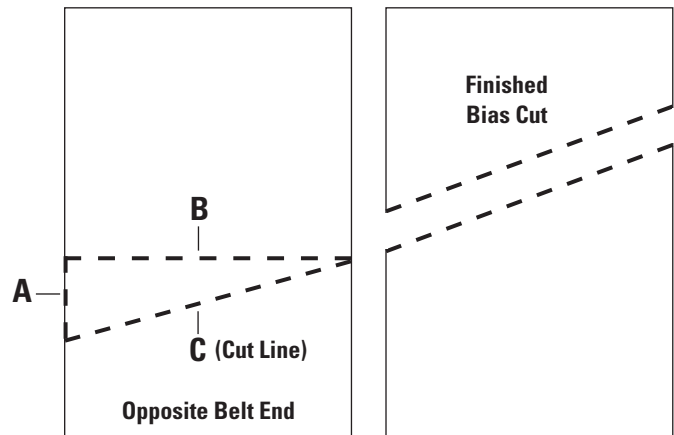 Finished
Bias Cut
B
A
C (Cut Line)
Opposite Belt End